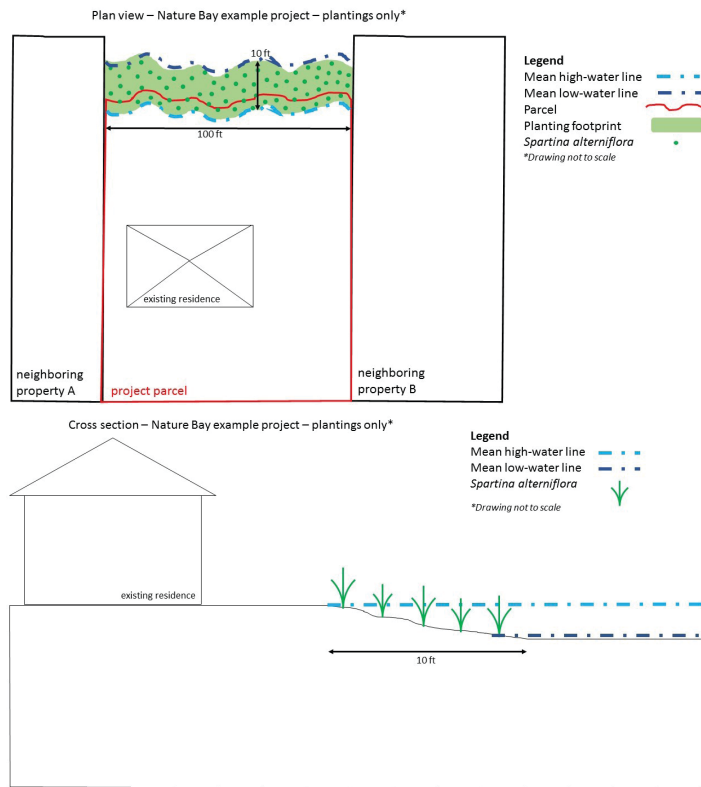 Plan view – Nature Bay example project – plantings only*
10 ft
100 ft
existing residence
neighboring
property A
project parcel
neighboring
property B
Legend
Mean high-water line
Mean low-water line
Parcel
Planting footprint
Spartina alterniflora
*Drawing not to scale
Cross section – Nature Bay example project – plantings only*
Legend
Mean high-water line
Mean low-water line
Spartina alterniflora
*Drawing not to scale
existing residence
10 ft